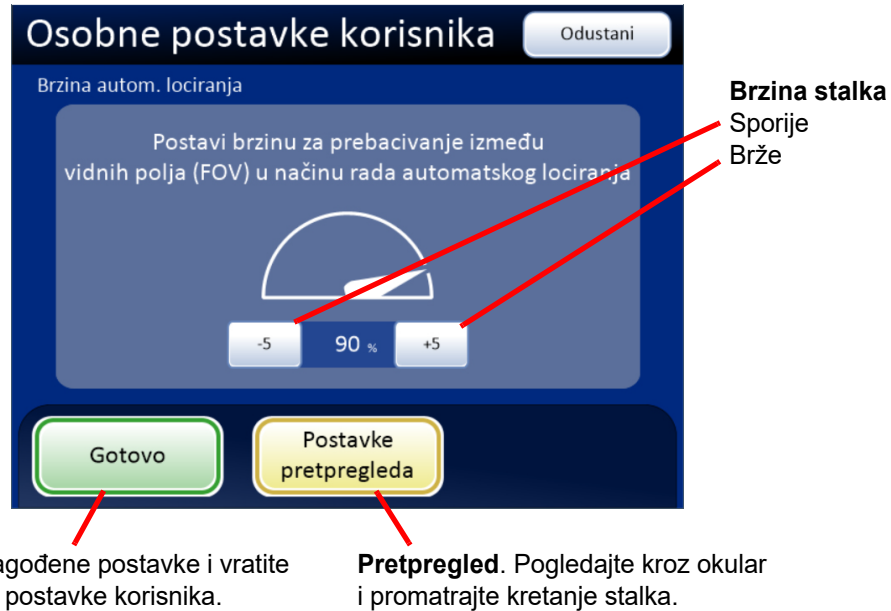 Osobne postavke korisnika
Odustani
Brzina autom. lociranja
Postavi brzinu za prebacivanje između
vidnih polja (FOV) u načinu rada automatskog lociranja
-5
90 %
+5
Gotovo
Postavke
pretpregleda
Brzina stalka
Sporije
Brže
agođene postavke i vratite
postavke korisnika.
Pretpregled. Pogledajte kroz okular
i promatrajte kretanje stalka.